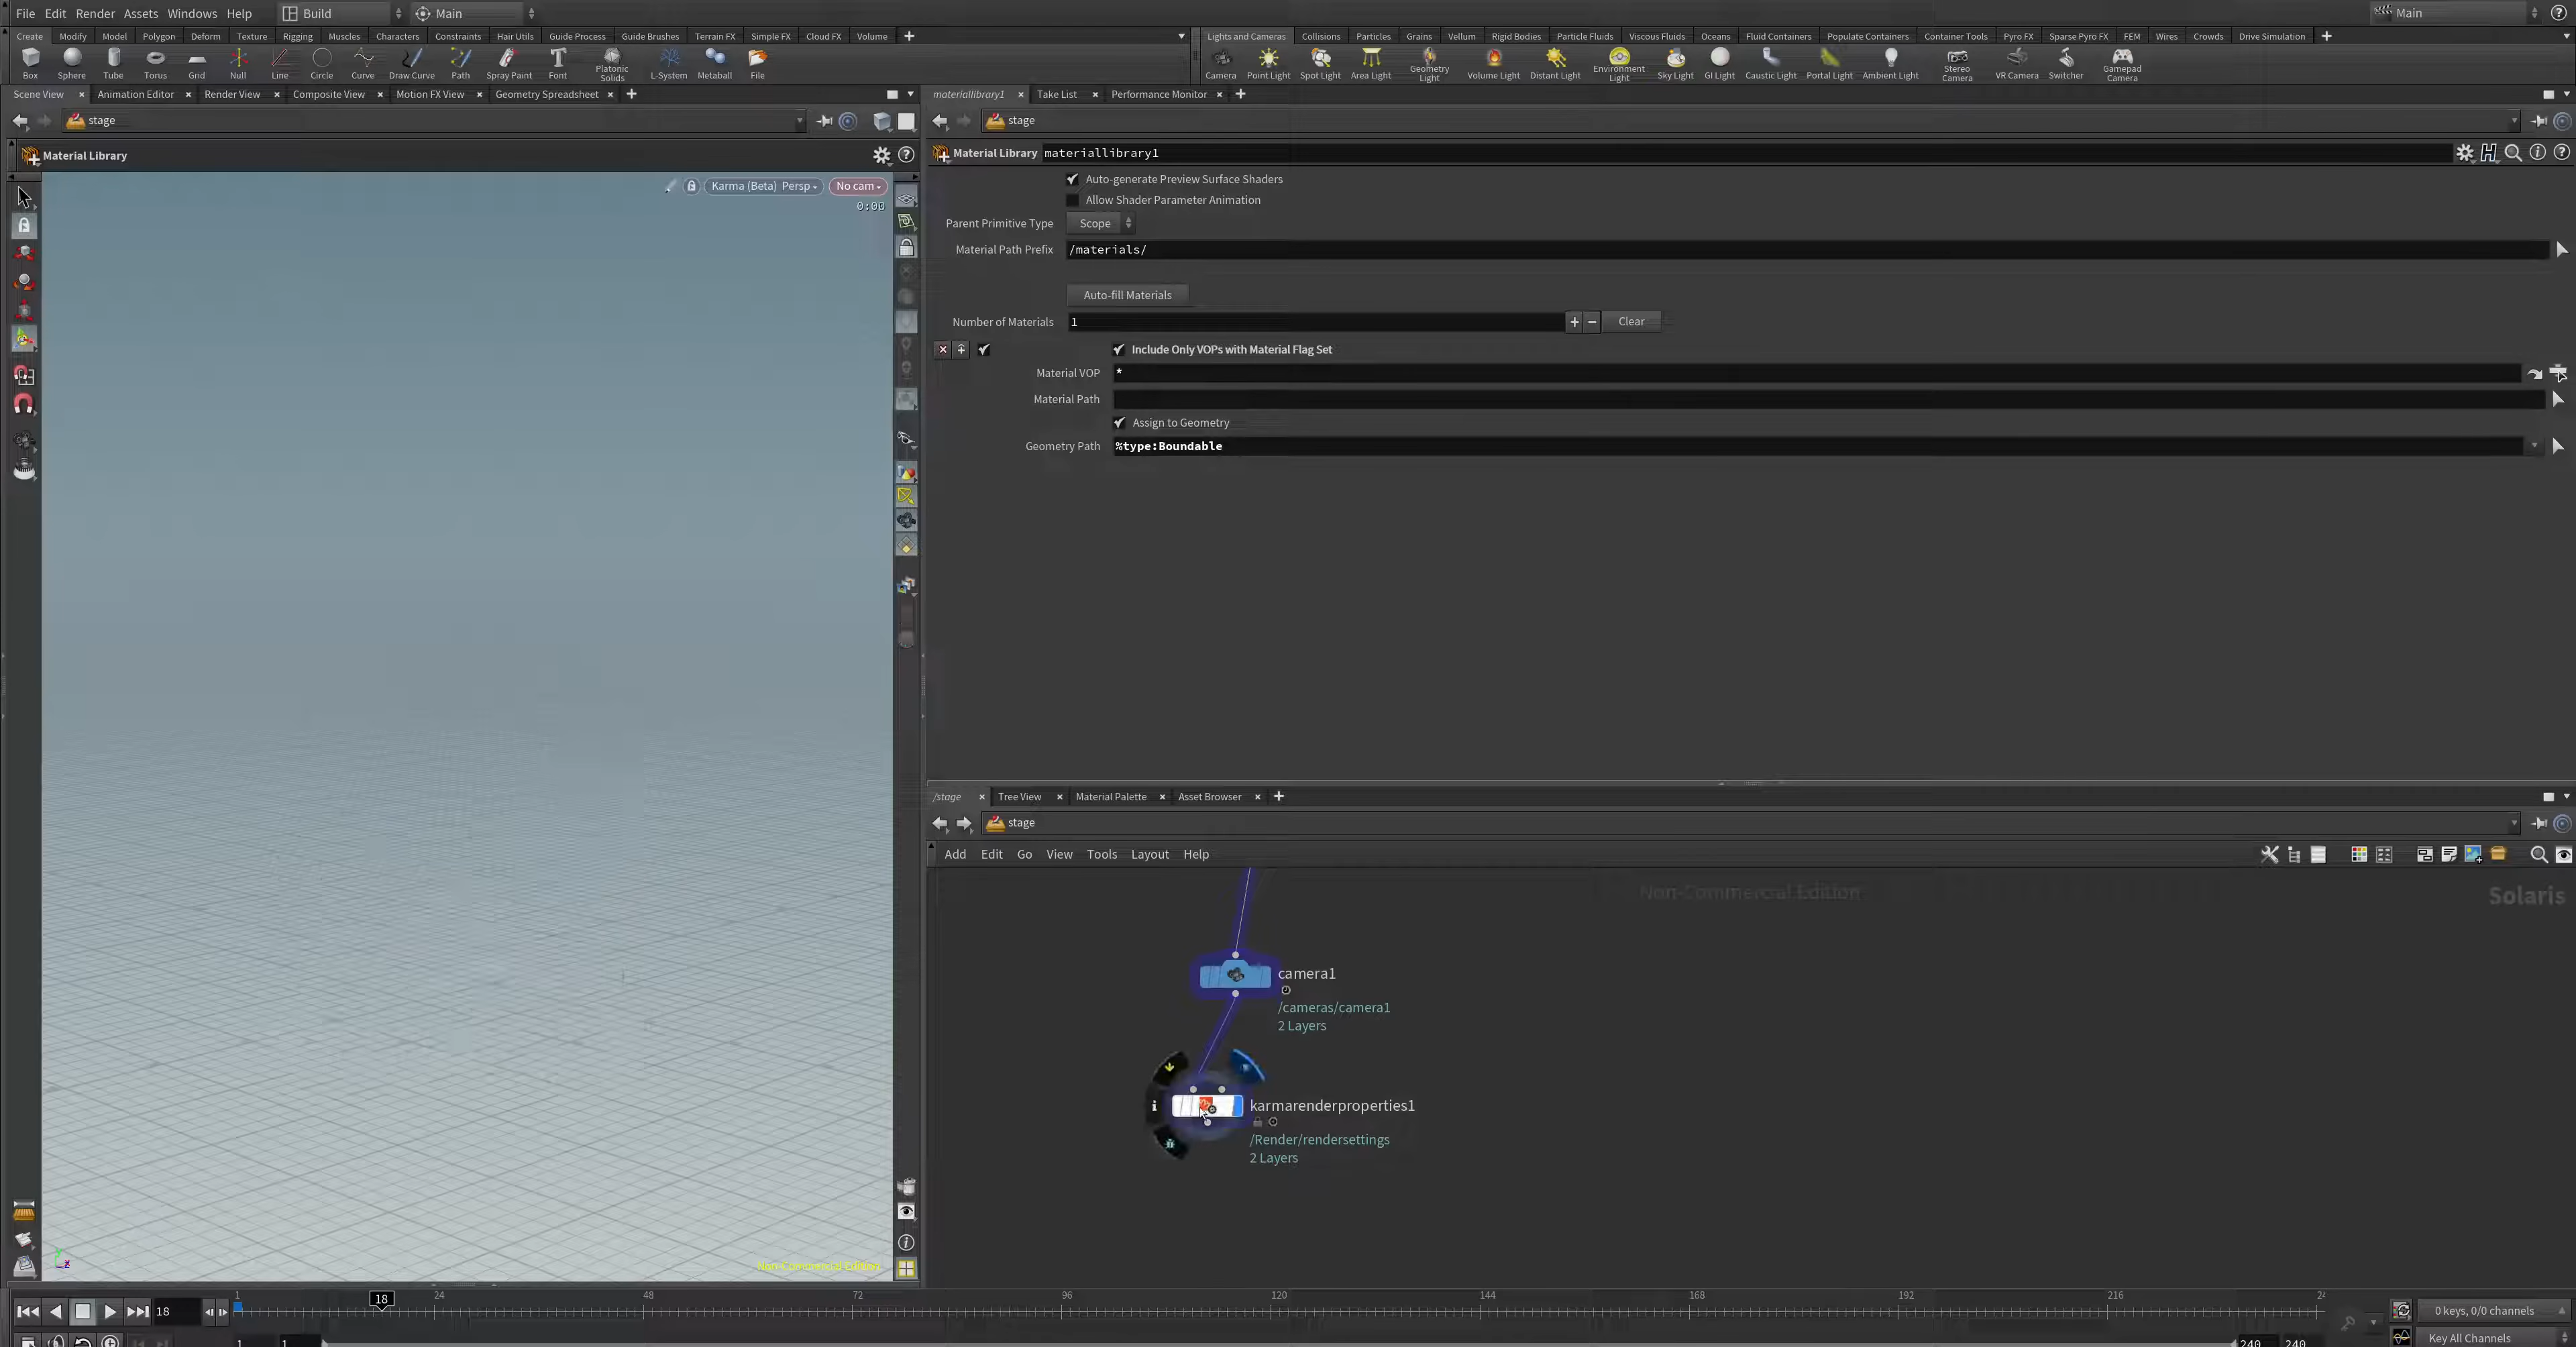 File Edit Render Assets Windows Help Build Main Main
Create Modify Model Polygon Deform Texture Rigging Muscles Characters Constraints Hair Utils Guide Process Guide Brushes Terrain FX Simple FX Cloud FX Volume
Lights and Cameras Collisions Particles Grains Vellum Rigid Bodies Particle Fluids Viscous Fluids Oceans Fluid Containers Populate Containers Container Tools Pyro FX Sparse Pyro FX FEM Wires Crowds Drive Simulation
Box Sphere Tube Torus Grid Null Line Circle Curve Draw Curve Path Spray Paint Font Platonic Solids L-System Metaball File
Camera Point Light Spot Light Area Light Geometry Light Volume Light Distant Light Environment Light Sky Light GI Light Caustic Light Portal Light Ambient Light Stereo Camera VR Camera Switcher Gamepad Camera
Scene View Animation Editor Render View Composite View Motion FX View Geometry Spreadsheet
materiallibrary1 Take List Performance Monitor
stage
stage
Material Library
Material Library materiallibrary1
Karma (Beta) Persp No cam
0:00
Auto-generate Preview Surface Shaders
Allow Shader Parameter Animation
Parent Primitive Type Scope
Material Path Prefix /materials/
Auto-fill Materials
Number of Materials 1 Clear
Include Only VOPs with Material Flag Set
Material VOP *
Material Path
Assign to Geometry
Geometry Path %type:Boundable
/stage Tree View Material Palette Asset Browser
stage
Add Edit Go View Tools Layout Help
Non-Commercial Edition
Solaris
camera1
/cameras/camera1
2 Layers
karmarenderproperties1
/Render/rendersettings
2 Layers
Non-Commercial Edition
18
1 18 24 48 72 96 120 144 168 192 216
0 keys, 0/0 channels
1 1 240 240
Key All Channels